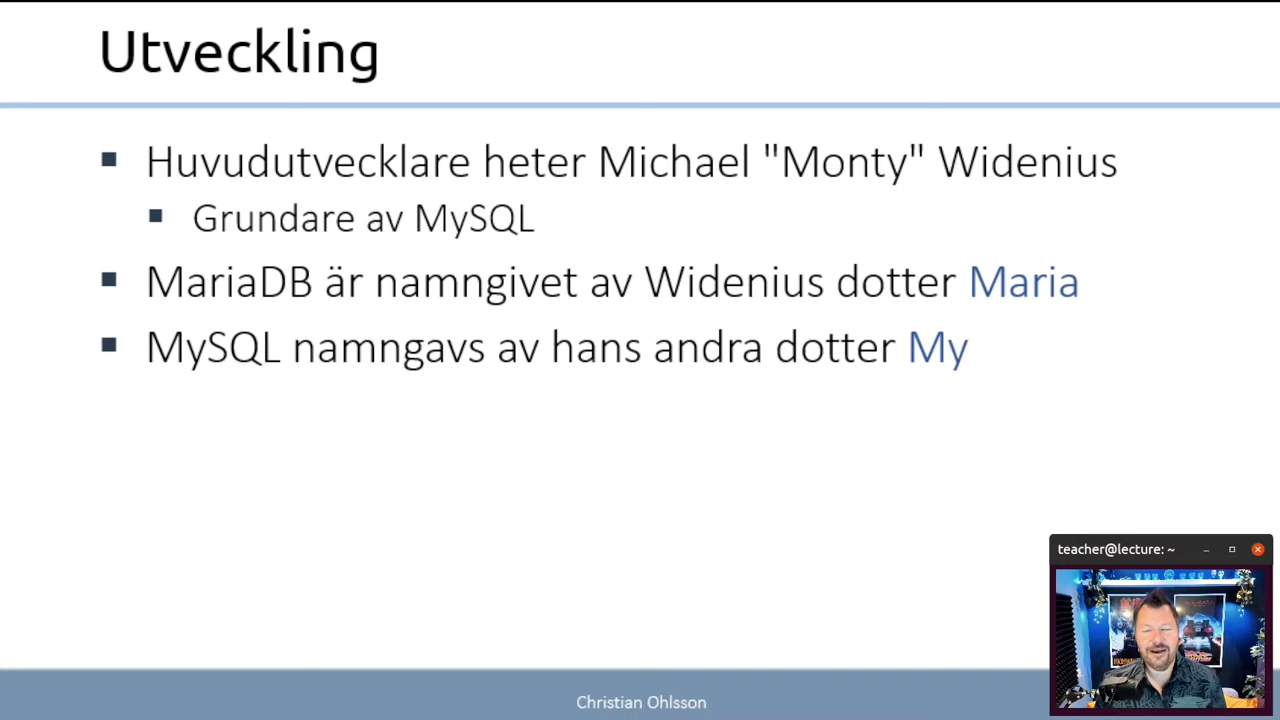 Utveckling
Huvudutvecklare heter Michael "Monty" Widenius
Grundare av MySQL
MariaDB är namngivet av Widenius dotter Maria
MySQL namngavs av hans andra dotter My
teacher@lecture: ~
Christian Ohlsson